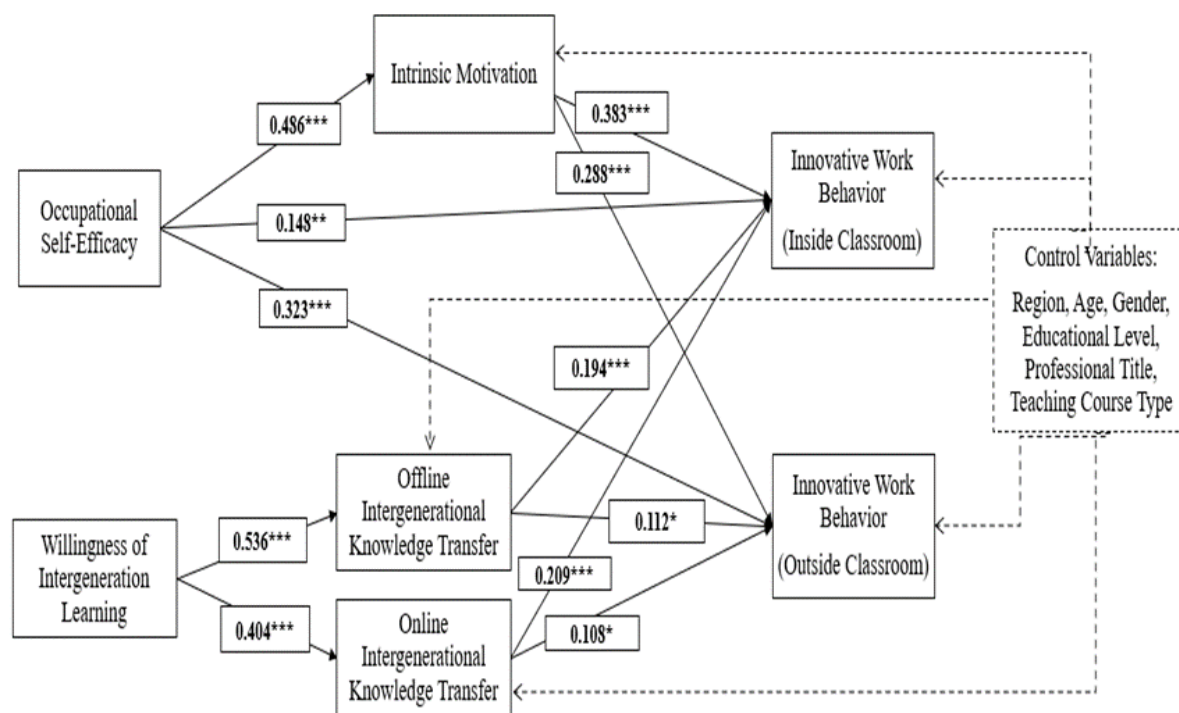 Intrinsic Motivation
0.486***
0.383***
0.288***
Innovative Work
Behavior
(Inside Classroom)
Occupational
Self-Efficacy
0.148**
0.323***
Control Variables:
Region, Age, Gender,
Educational Level,
Professional Title,
Teaching Course Type
0.194***
Offline
Intergenerational
Knowledge Transfer
Innovative Work
Behavior
(Outside Classroom)
0.112*
Willingness of
Intergeneration
Learning
0.536***
0.404***
0.209***
0.108*
Online
Intergenerational
Knowledge Transfer